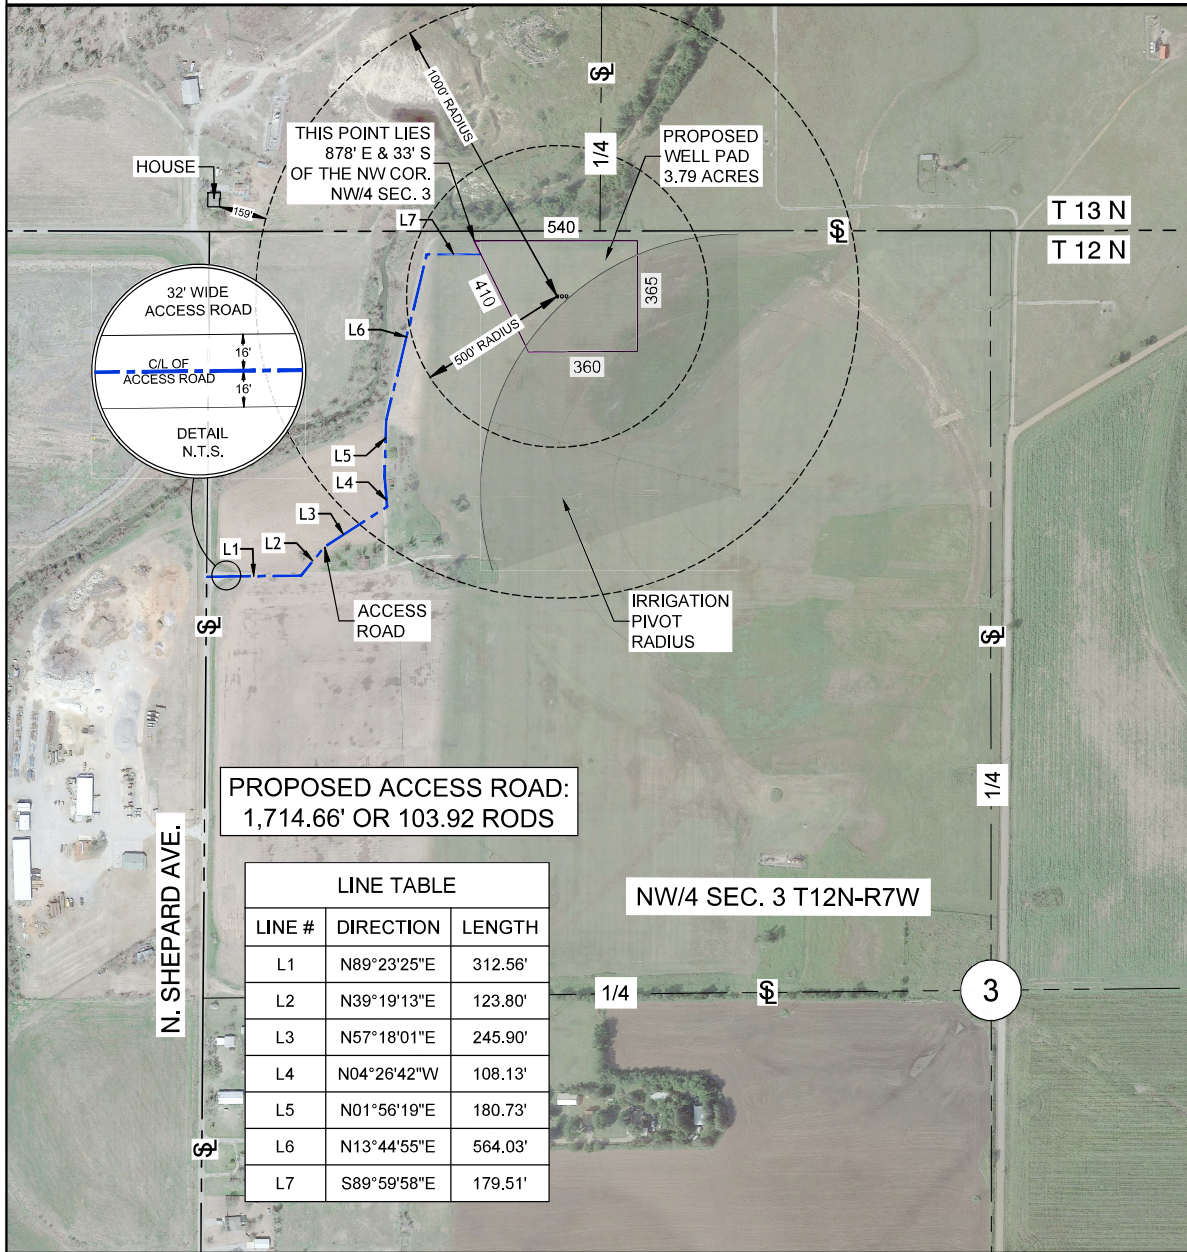 1000' RADIUS
THIS POINT LIES
878' E & 33' S
OF THE NW COR.
NW/4 SEC. 3
1/4
PROPOSED
WELL PAD
3.79 ACRES
HOUSE
159'
L7
540
T 13 N
T 12 N
32' WIDE
ACCESS ROAD
16'
C/L OF
ACCESS ROAD
16'
DETAIL
N.T.S.
410
365
L6
500' RADIUS
360
L5
L4
L3
L2
L1
ACCESS
ROAD
IRRIGATION
PIVOT
RADIUS
PROPOSED ACCESS ROAD:
1,714.66' OR 103.92 RODS
1/4
N. SHEPARD AVE.
LINE TABLE
LINE # DIRECTION LENGTH
L1 N89°23'25"E 312.56'
L2 N39°19'13"E 123.80'
L3 N57°18'01"E 245.90'
L4 N04°26'42"W 108.13'
L5 N01°56'19"E 180.73'
L6 N13°44'55"E 564.03'
L7 S89°59'58"E 179.51'
NW/4 SEC. 3 T12N-R7W
1/4
3